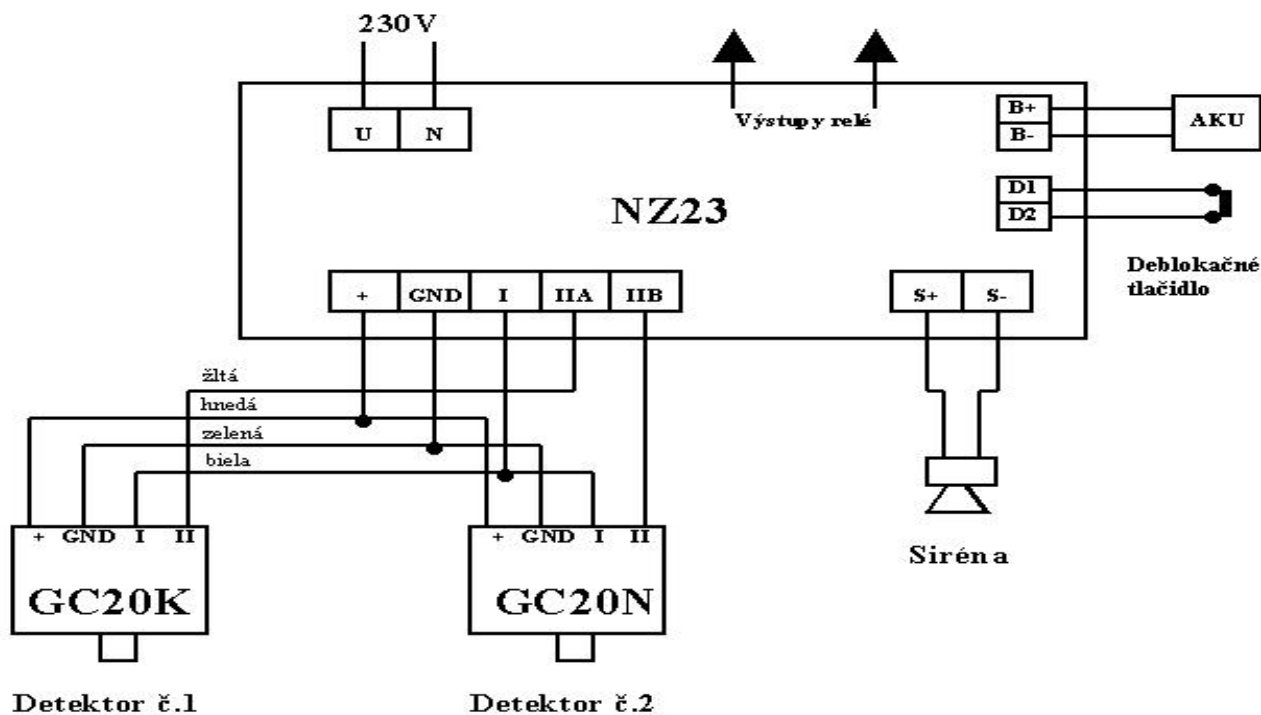 230V
U N
Výstupy relé
B+
B-
AKU
D1
D2
NZ23
Deblokačné
tlačidlo
+ GND I IIA IIB
S+ S-
žltá
hnedá
zelená
biela
+ GND I II
+ GND I II
Siréna
GC20K
GC20N
Detektor č.1
Detektor č.2